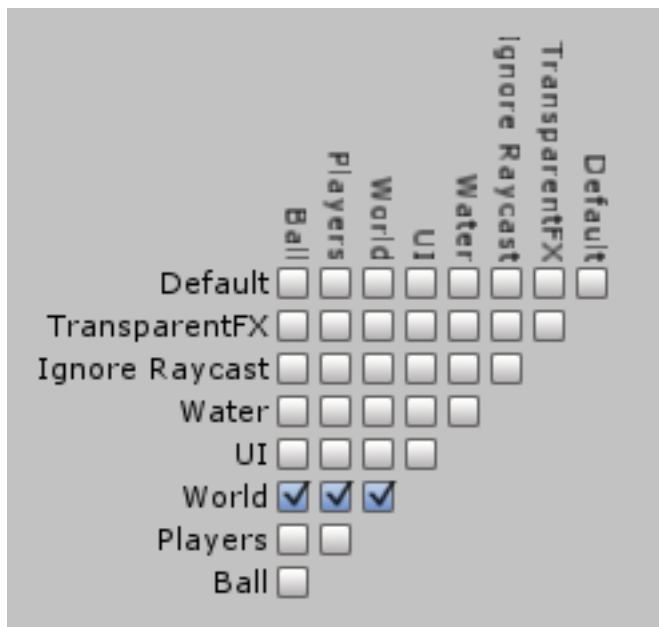 Ball
Players
World
UI
Water
Ignore Raycast
TransparentFX
Default
Default
TransparentFX
Ignore Raycast
Water
UI
World
Players
Ball